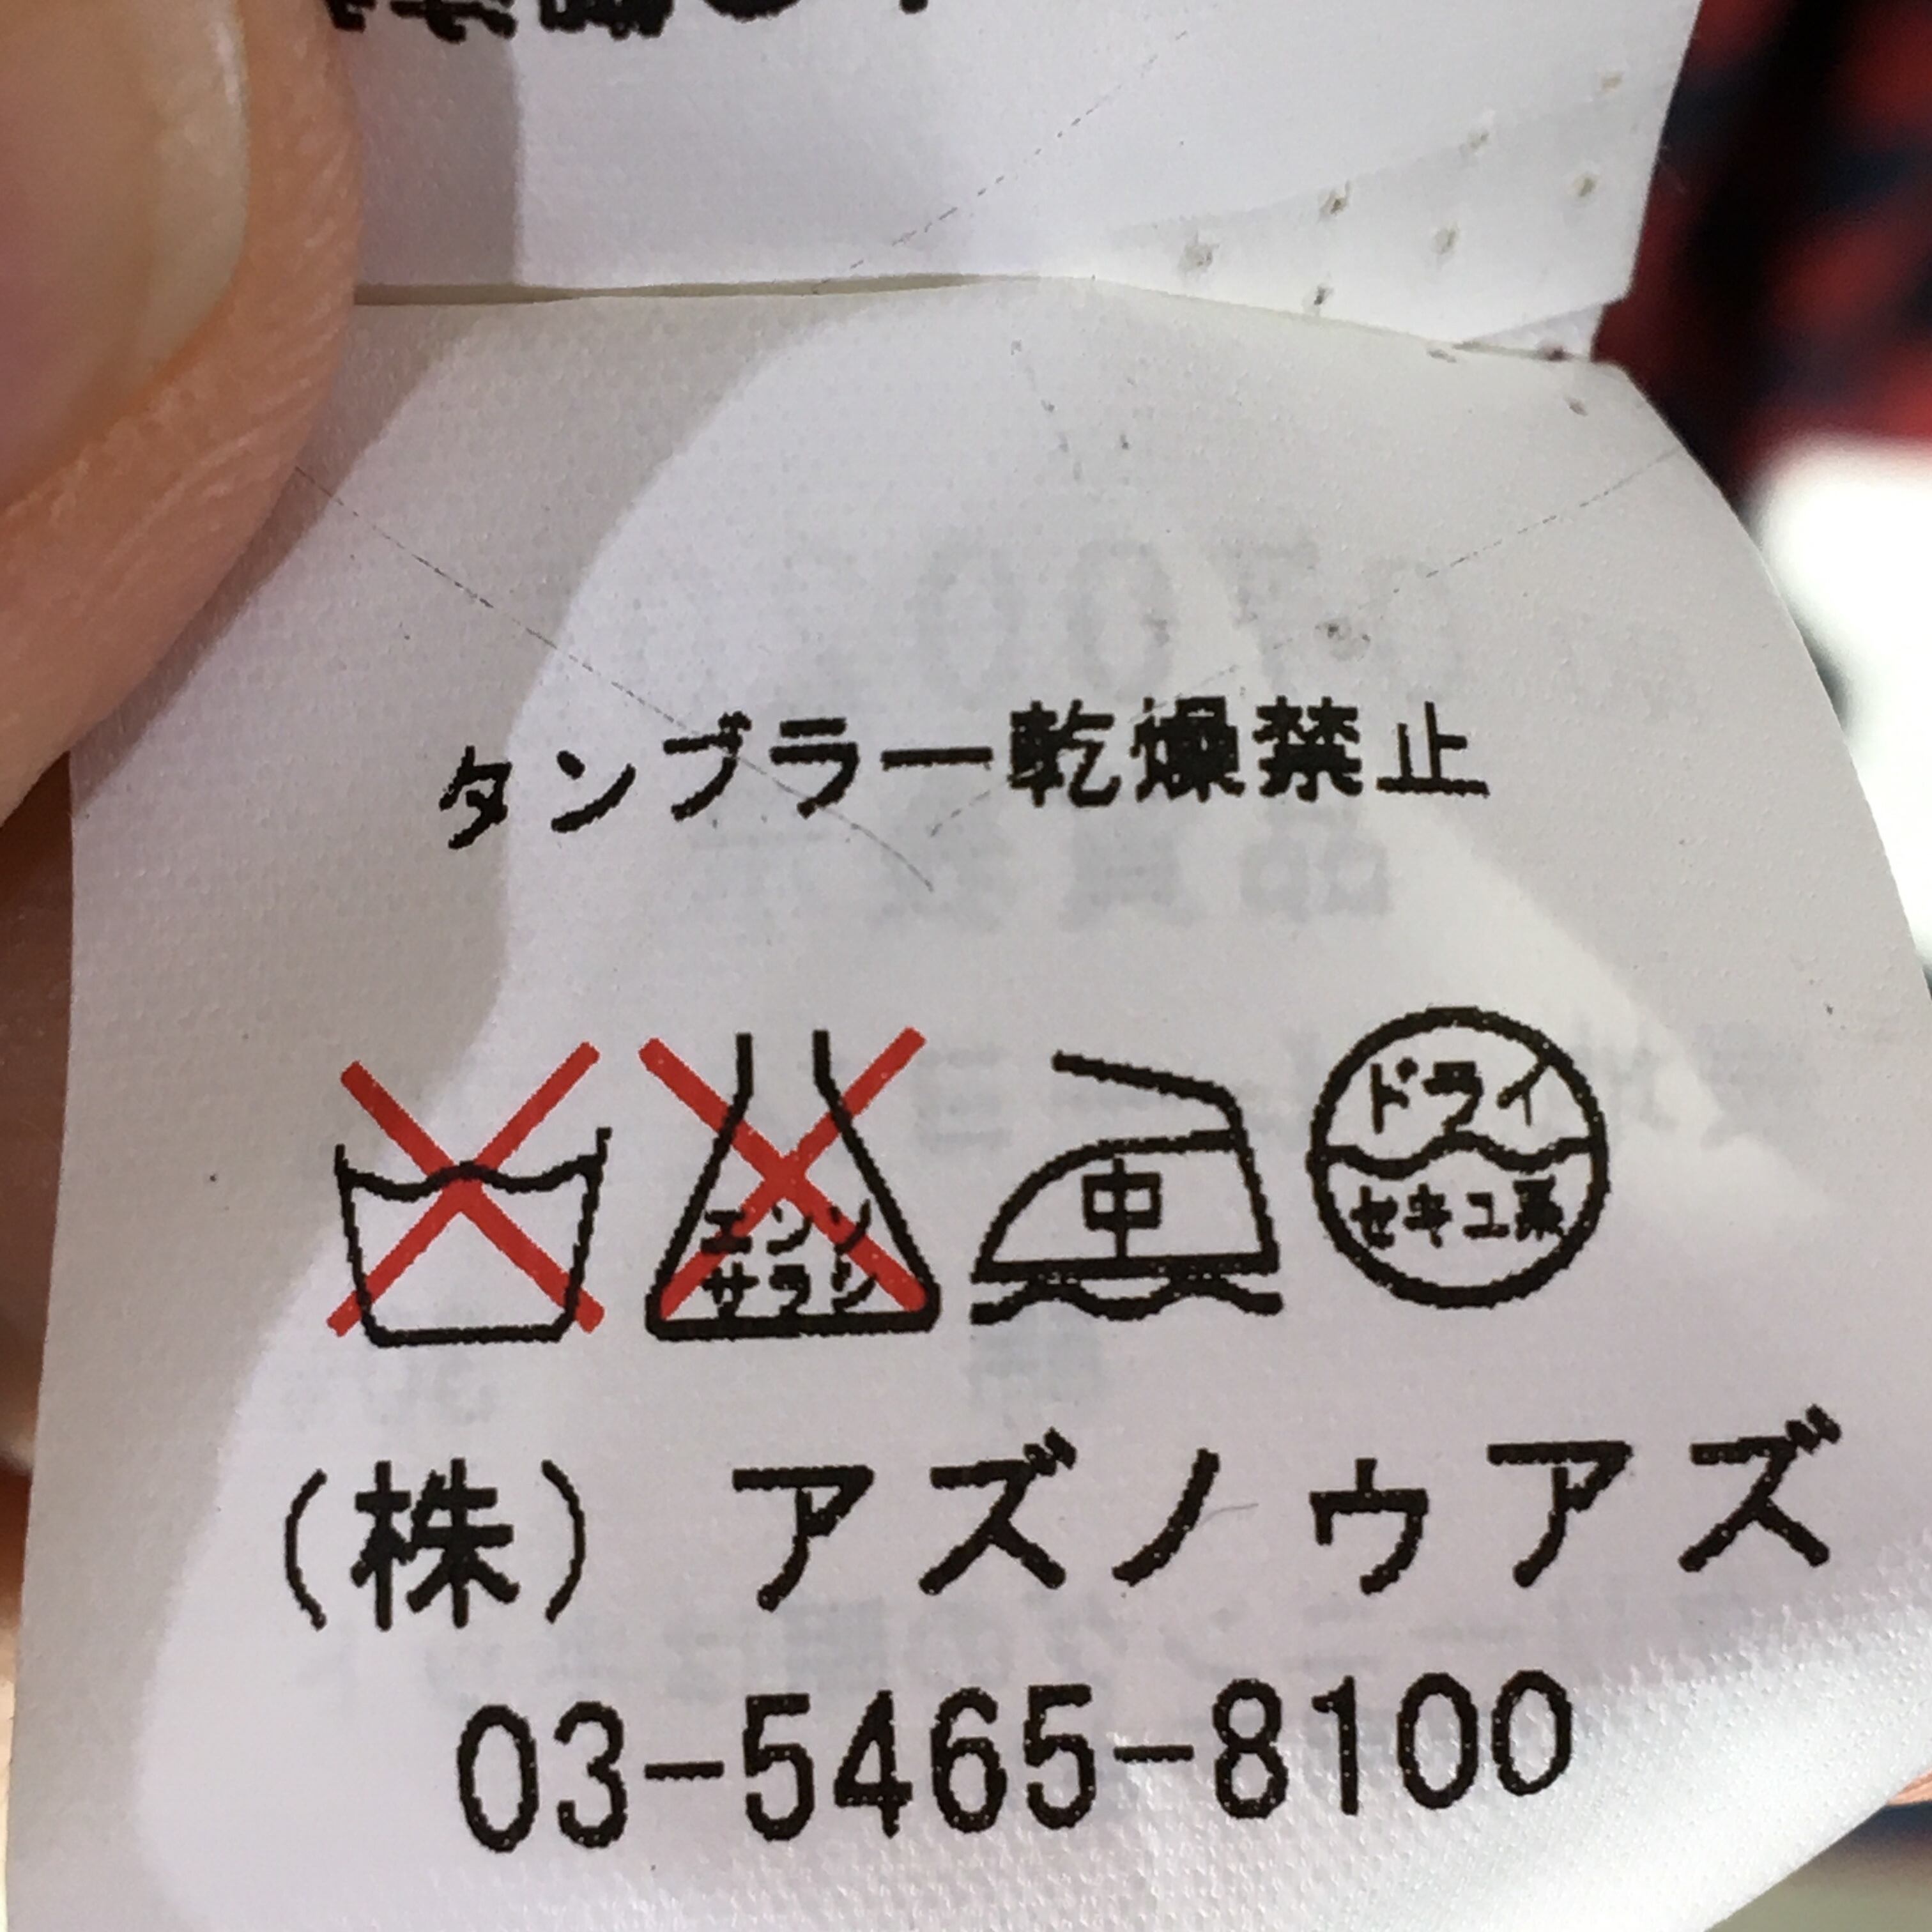 タンブラー乾燥禁止
エンソ
サラシ
中
ドライ
セキユ系
(株) アズノゥアズ
03-5465-8100